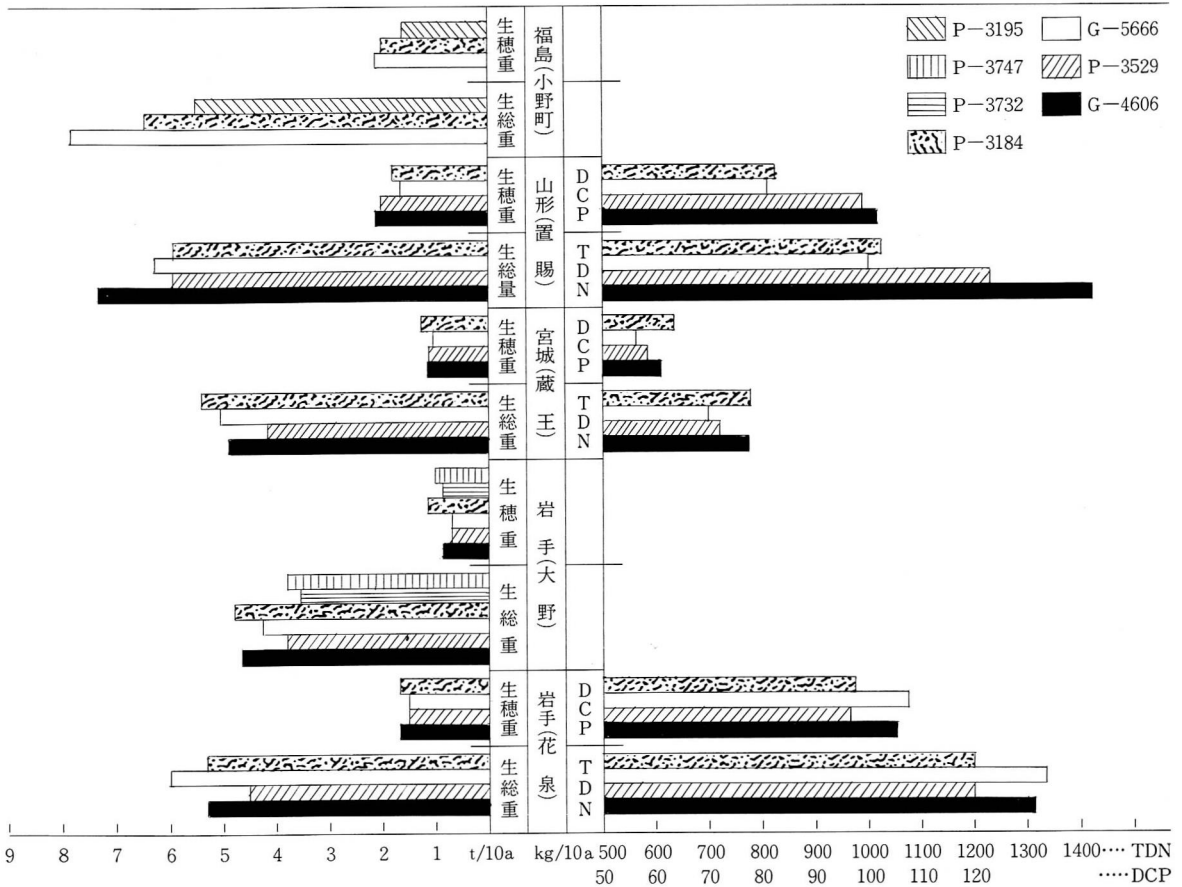 P−3195
G−5666
P−3747
P−3529
P−3732
G−4606
P−3184
生穂重
生総重
福島(小野町)
生穂重
生総量
山形(置賜)
DCP
TDN
生穂重
生総重
宮城(蔵王)
DCP
TDN
生穂重
生総重
岩手(大野)
生穂重
生総重
岩手(花泉)
DCP
TDN
9 8 7 6 5 4 3 2 1 t/10a kg/10a 500 600 700 800 900 1000 1100 1200 1300 1400···· TDN
50 60 70 80 90 100 110 120 ·····DCP